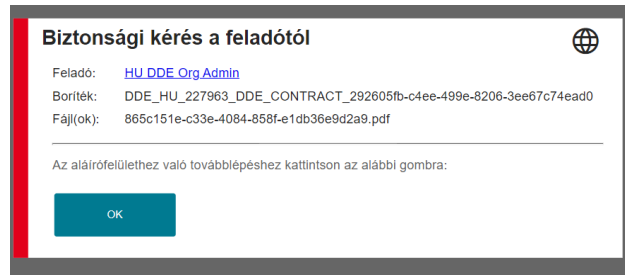 Biztonsági kérés a feladótól
Feladó: HU DDE Org Admin
Boríték: DDE_HU_227963_DDE_CONTRACT_292605fb-c4ee-499e-8206-3ee67c74ead0
Fájl(ok): 865c151e-c33e-4084-858f-e1db36e9d2a9.pdf
Az aláírófelülethez való továbblépéshez kattintson az alábbi gombra:
OK